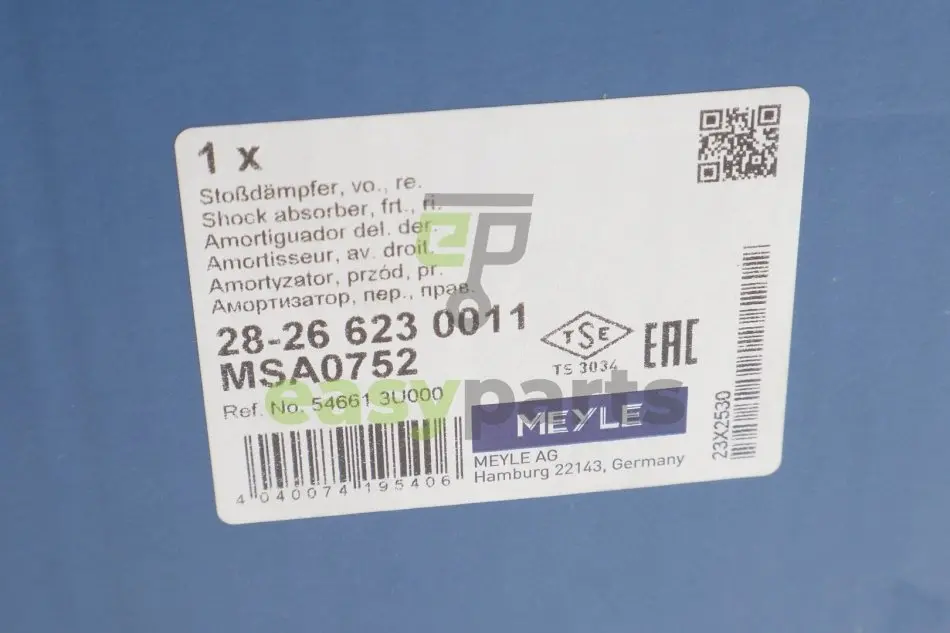 1 x
Stoßdämpfer, vo., re.
Shock absorber, frt., ri.
Amortiguador del. der.
Amortisseur, av. droit.
Amortyzator, przód, pr.
Амортизатор, пер., прав.
28-26 623 0011
MSA0752
Ref. No. 54661 3U000
4 040074 195406
TSE
TS 3034
EAC
MEYLE
MEYLE AG
Hamburg 22143, Germany
23X2530
ep
easyparts